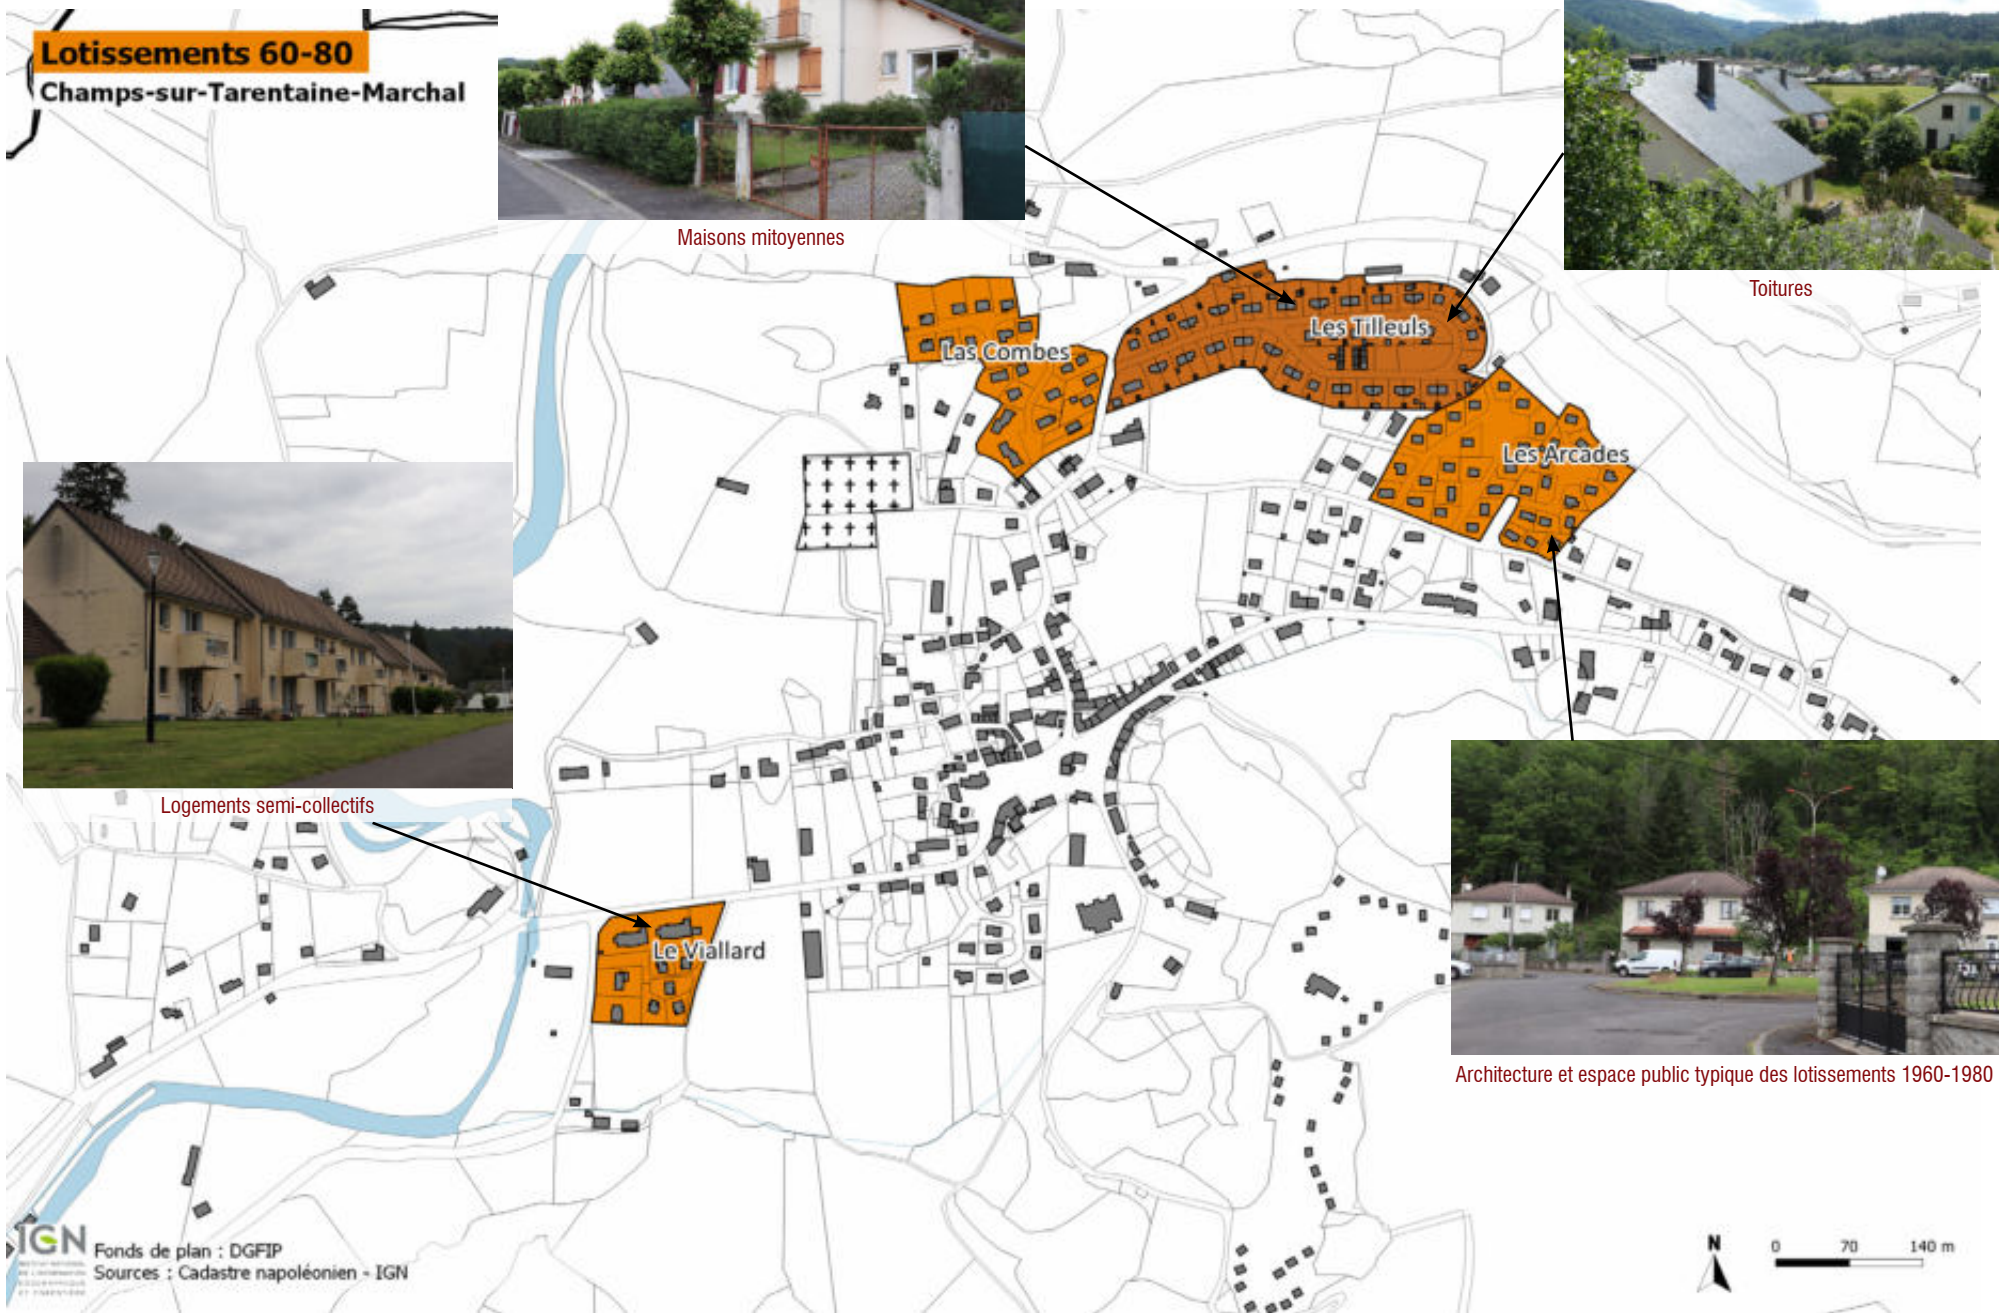 Lotissements 60-80
Champs-sur-Tarentaine-Marchal
Maisons mitoyennes
Toitures
Les Tilleuls
Las Combes
Les Arcades
Logements semi-collectifs
Le Viallard
Architecture et espace public typique des lotissements 1960-1980
IGN
Fonds de plan : DGFIP
Sources : Cadastre napoléonien - IGN
N
0 70 140 m